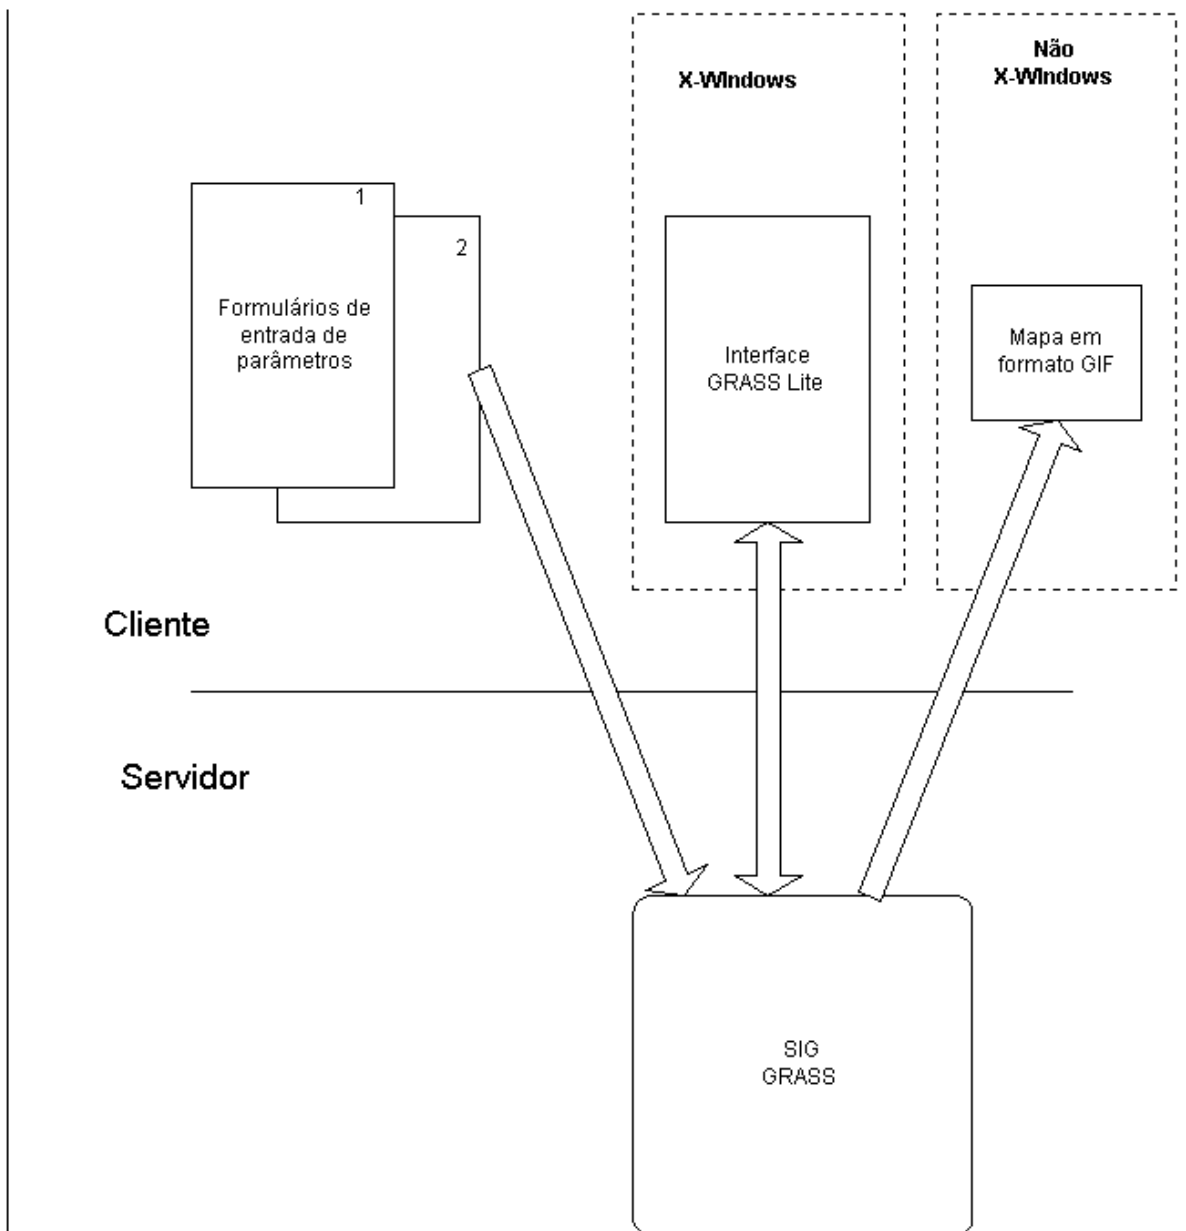 X-WIndows
Não
X-WIndows
1
2
Formulários de
entrada de
parâmetros
Interface
GRASS Lite
Mapa em
formato GIF
Cliente
Servidor
SIG
GRASS